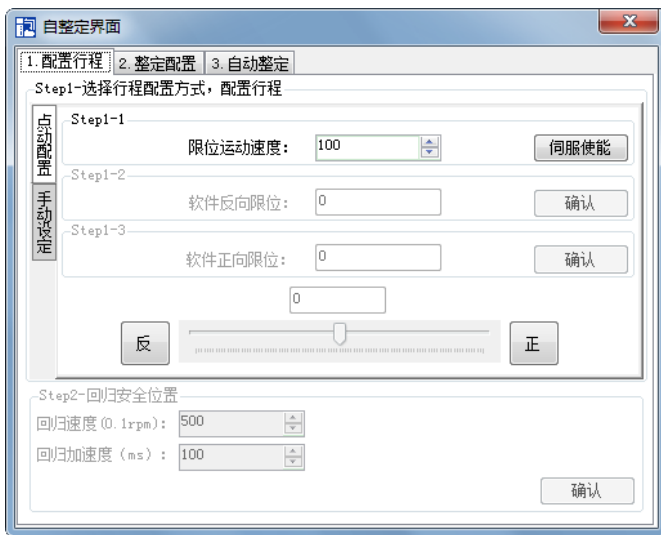 自整定界面
1.配置行程 2.整定配置 3.自动整定
Step1-选择行程配置方式，配置行程
点动配置
手动设定
Step1-1
限位运动速度： 100 伺服使能
Step1-2
软件反向限位： 0 确认
Step1-3
软件正向限位： 0 确认
0
反 正
Step2-回归安全位置
回归速度(0.1rpm)： 500
回归加速度（ms）： 100
确认